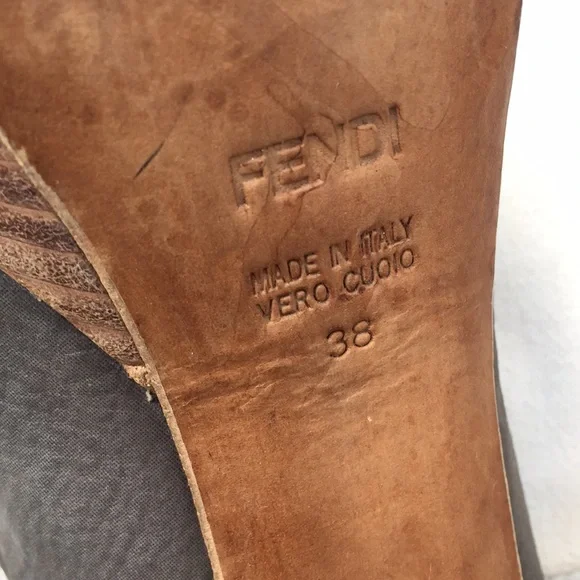 FENDI
MADE IN ITALY
VERO CUOIO
38